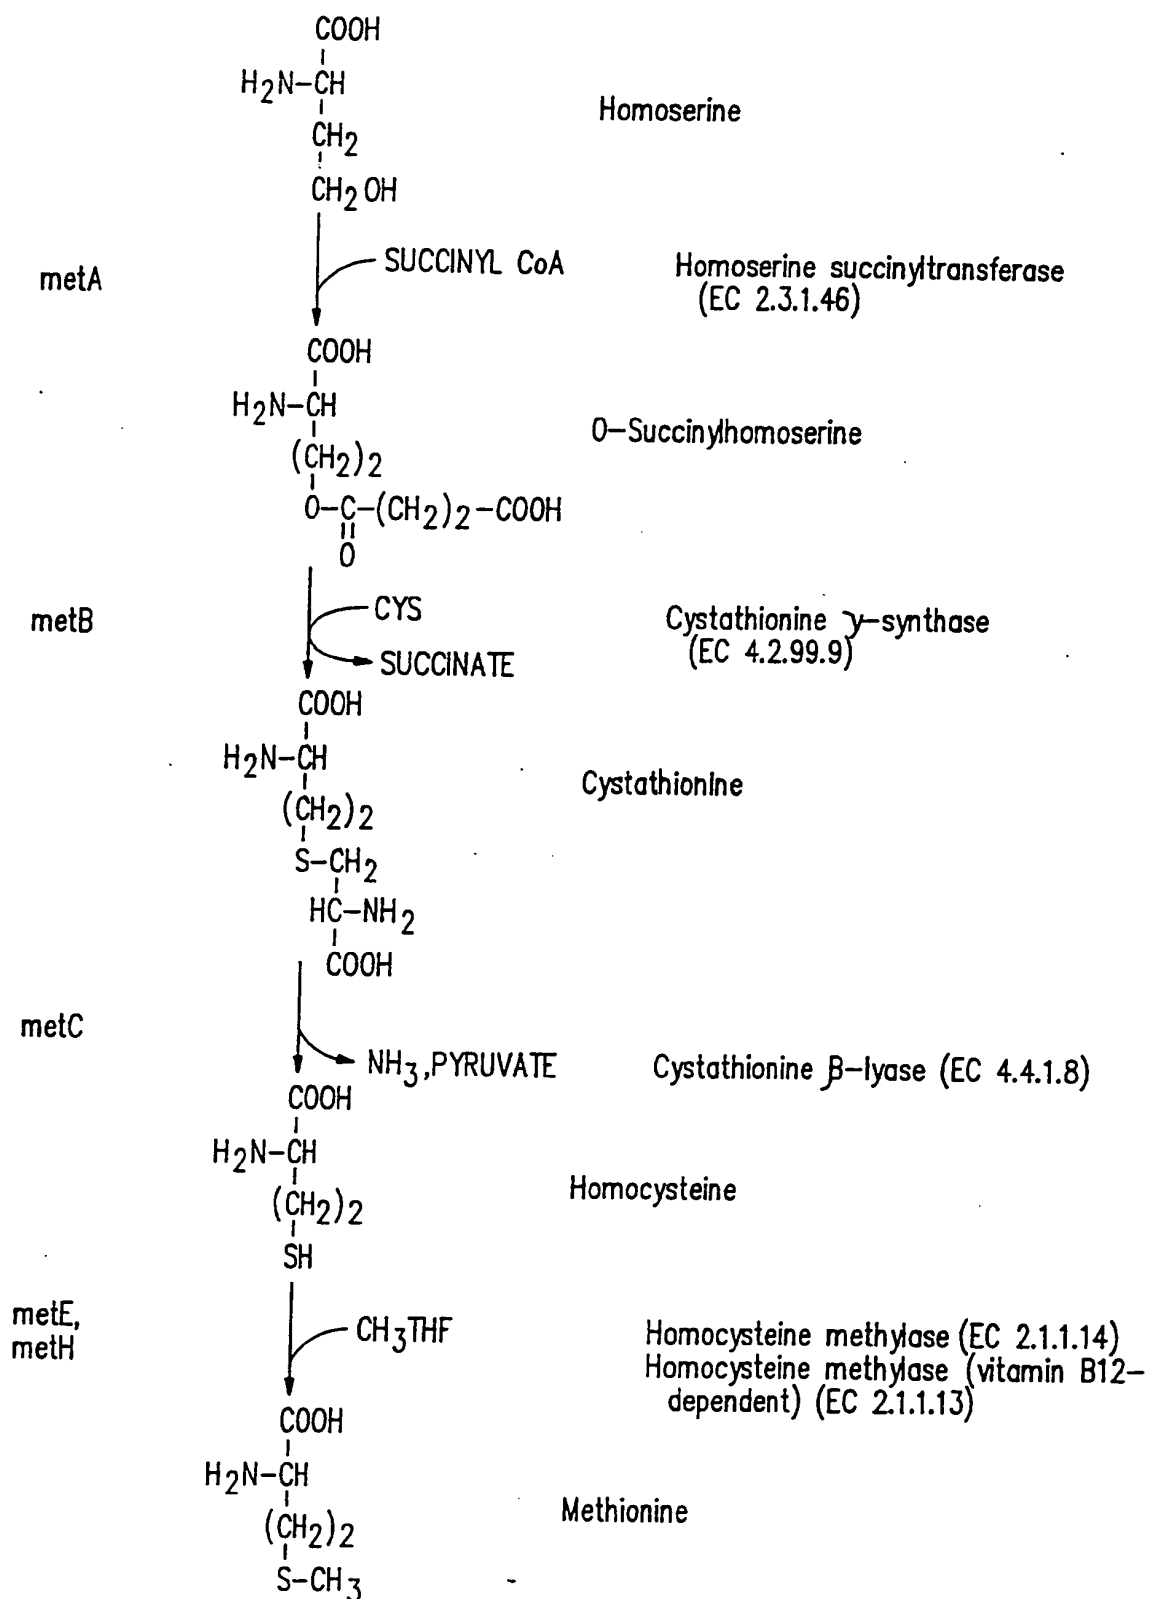 COOH
H2N-CH
Homoserine
CH2
CH2OH
metA
SUCCINYL CoA
Homoserine succinyltransferase
(EC 2.3.1.46)
COOH
H2N-CH
O-Succinylhomoserine
(CH2)2
O-C-(CH2)2-COOH
O
metB
CYS
Cystathionine γ-synthase
(EC 4.2.99.9)
SUCCINATE
COOH
H2N-CH
Cystathionine
(CH2)2
S-CH2
HC-NH2
COOH
metC
NH3,PYRUVATE
Cystathionine β-lyase (EC 4.4.1.8)
COOH
H2N-CH
Homocysteine
(CH2)2
SH
metE,
metH
CH3THF
Homocysteine methylase (EC 2.1.1.14)
Homocysteine methylase (vitamin B12-
dependent) (EC 2.1.1.13)
COOH
H2N-CH
Methionine
(CH2)2
S-CH3